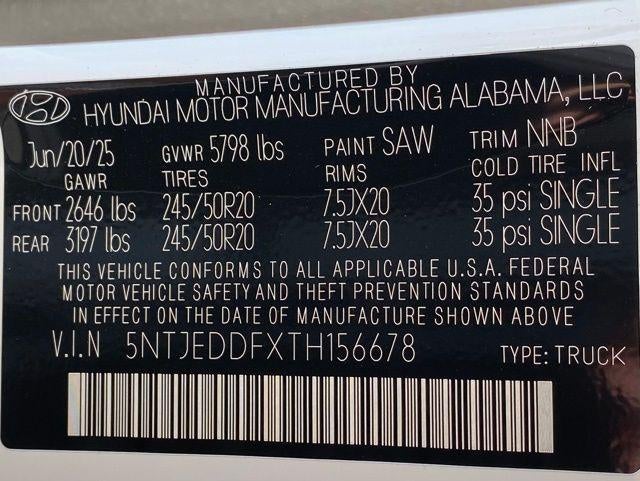 MANUFACTURED BY
HYUNDAI MOTOR MANUFACTURING ALABAMA, LLC
Jun/20/25 GVWR 5798 lbs PAINT SAW TRIM NNB
GAWR TIRES RIMS COLD TIRE INFL
FRONT 2646 lbs 245/50R20 7.5JX20 35 psi SINGLE
REAR 3197 lbs 245/50R20 7.5JX20 35 psi SINGLE
THIS VEHICLE CONFORMS TO ALL APPLICABLE U.S.A. FEDERAL
MOTOR VEHICLE SAFETY AND THEFT PREVENTION STANDARDS
IN EFFECT ON THE DATE OF MANUFACTURE SHOWN ABOVE
V.I.N 5NTJEDDFXTH156678 TYPE: TRUCK